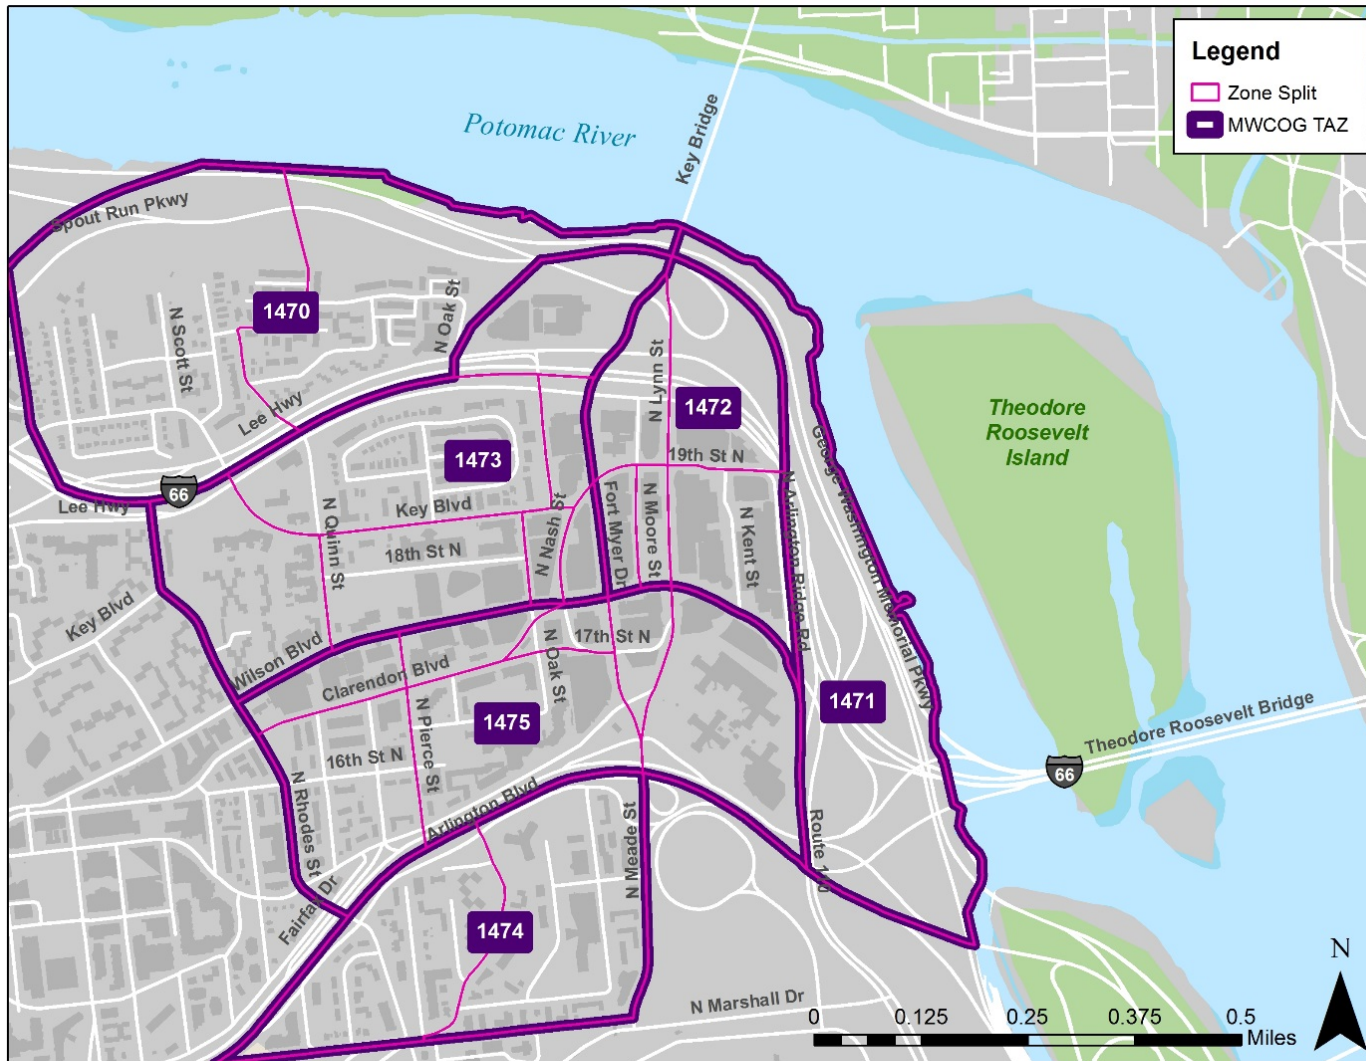 Legend
Zone Split
MWCOG TAZ
Potomac River
Key Bridge
Spout Run Pkwy
1470
N Scott St
N Oak St
Lee Hwy
N Lynn St
1472
Theodore
Roosevelt
Island
1473
19th St N
66
Lee Hwy
N Quinn St
Key Blvd
18th St N
N Nash St
Fort Myer Dr
N Moore St
N Kent St
N Arlington Ridge Rd
George Washington Memorial Pkwy
Key Blvd
Wilson Blvd
Clarendon Blvd
17th St N
N Oak St
N Pierce St
1475
1471
16th St N
Theodore Roosevelt Bridge
66
N Rhodes St
Arlington Blvd
Route 110
N Meade St
Fairfax Dr
1474
N Marshall Dr
N
0 0.125 0.25 0.375 0.5
Miles